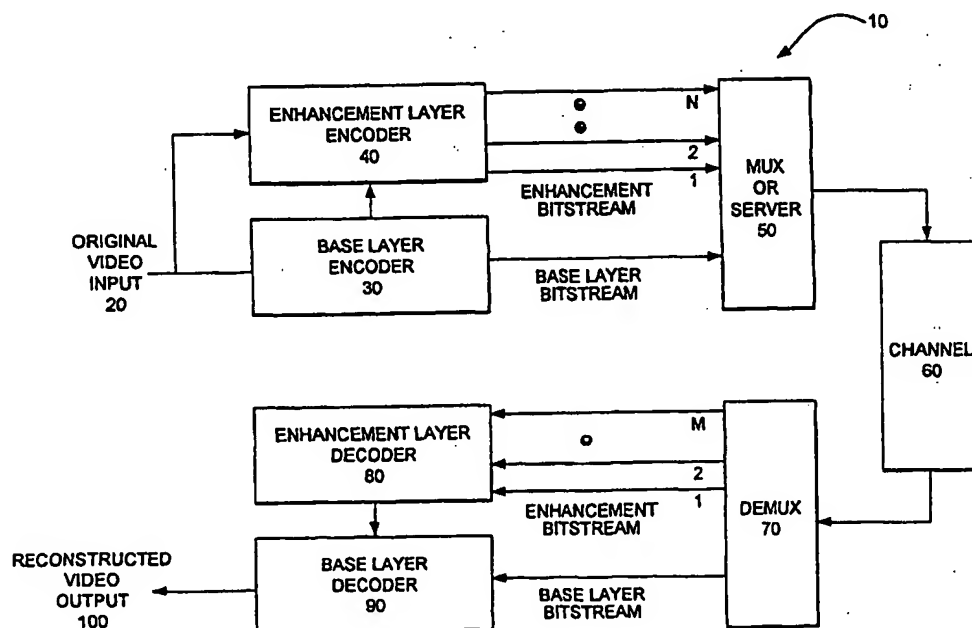 10
ENHANCEMENT LAYER
ENCODER
40
N
2
1
ENHANCEMENT
BITSTREAM
MUX
OR
SERVER
50
ORIGINAL
VIDEO
INPUT
20
BASE LAYER
ENCODER
30
BASE LAYER
BITSTREAM
CHANNEL
60
ENHANCEMENT LAYER
DECODER
80
M
2
1
ENHANCEMENT
BITSTREAM
DEMUX
70
RECONSTRUCTED
VIDEO
OUTPUT
100
BASE LAYER
DECODER
90
BASE LAYER
BITSTREAM